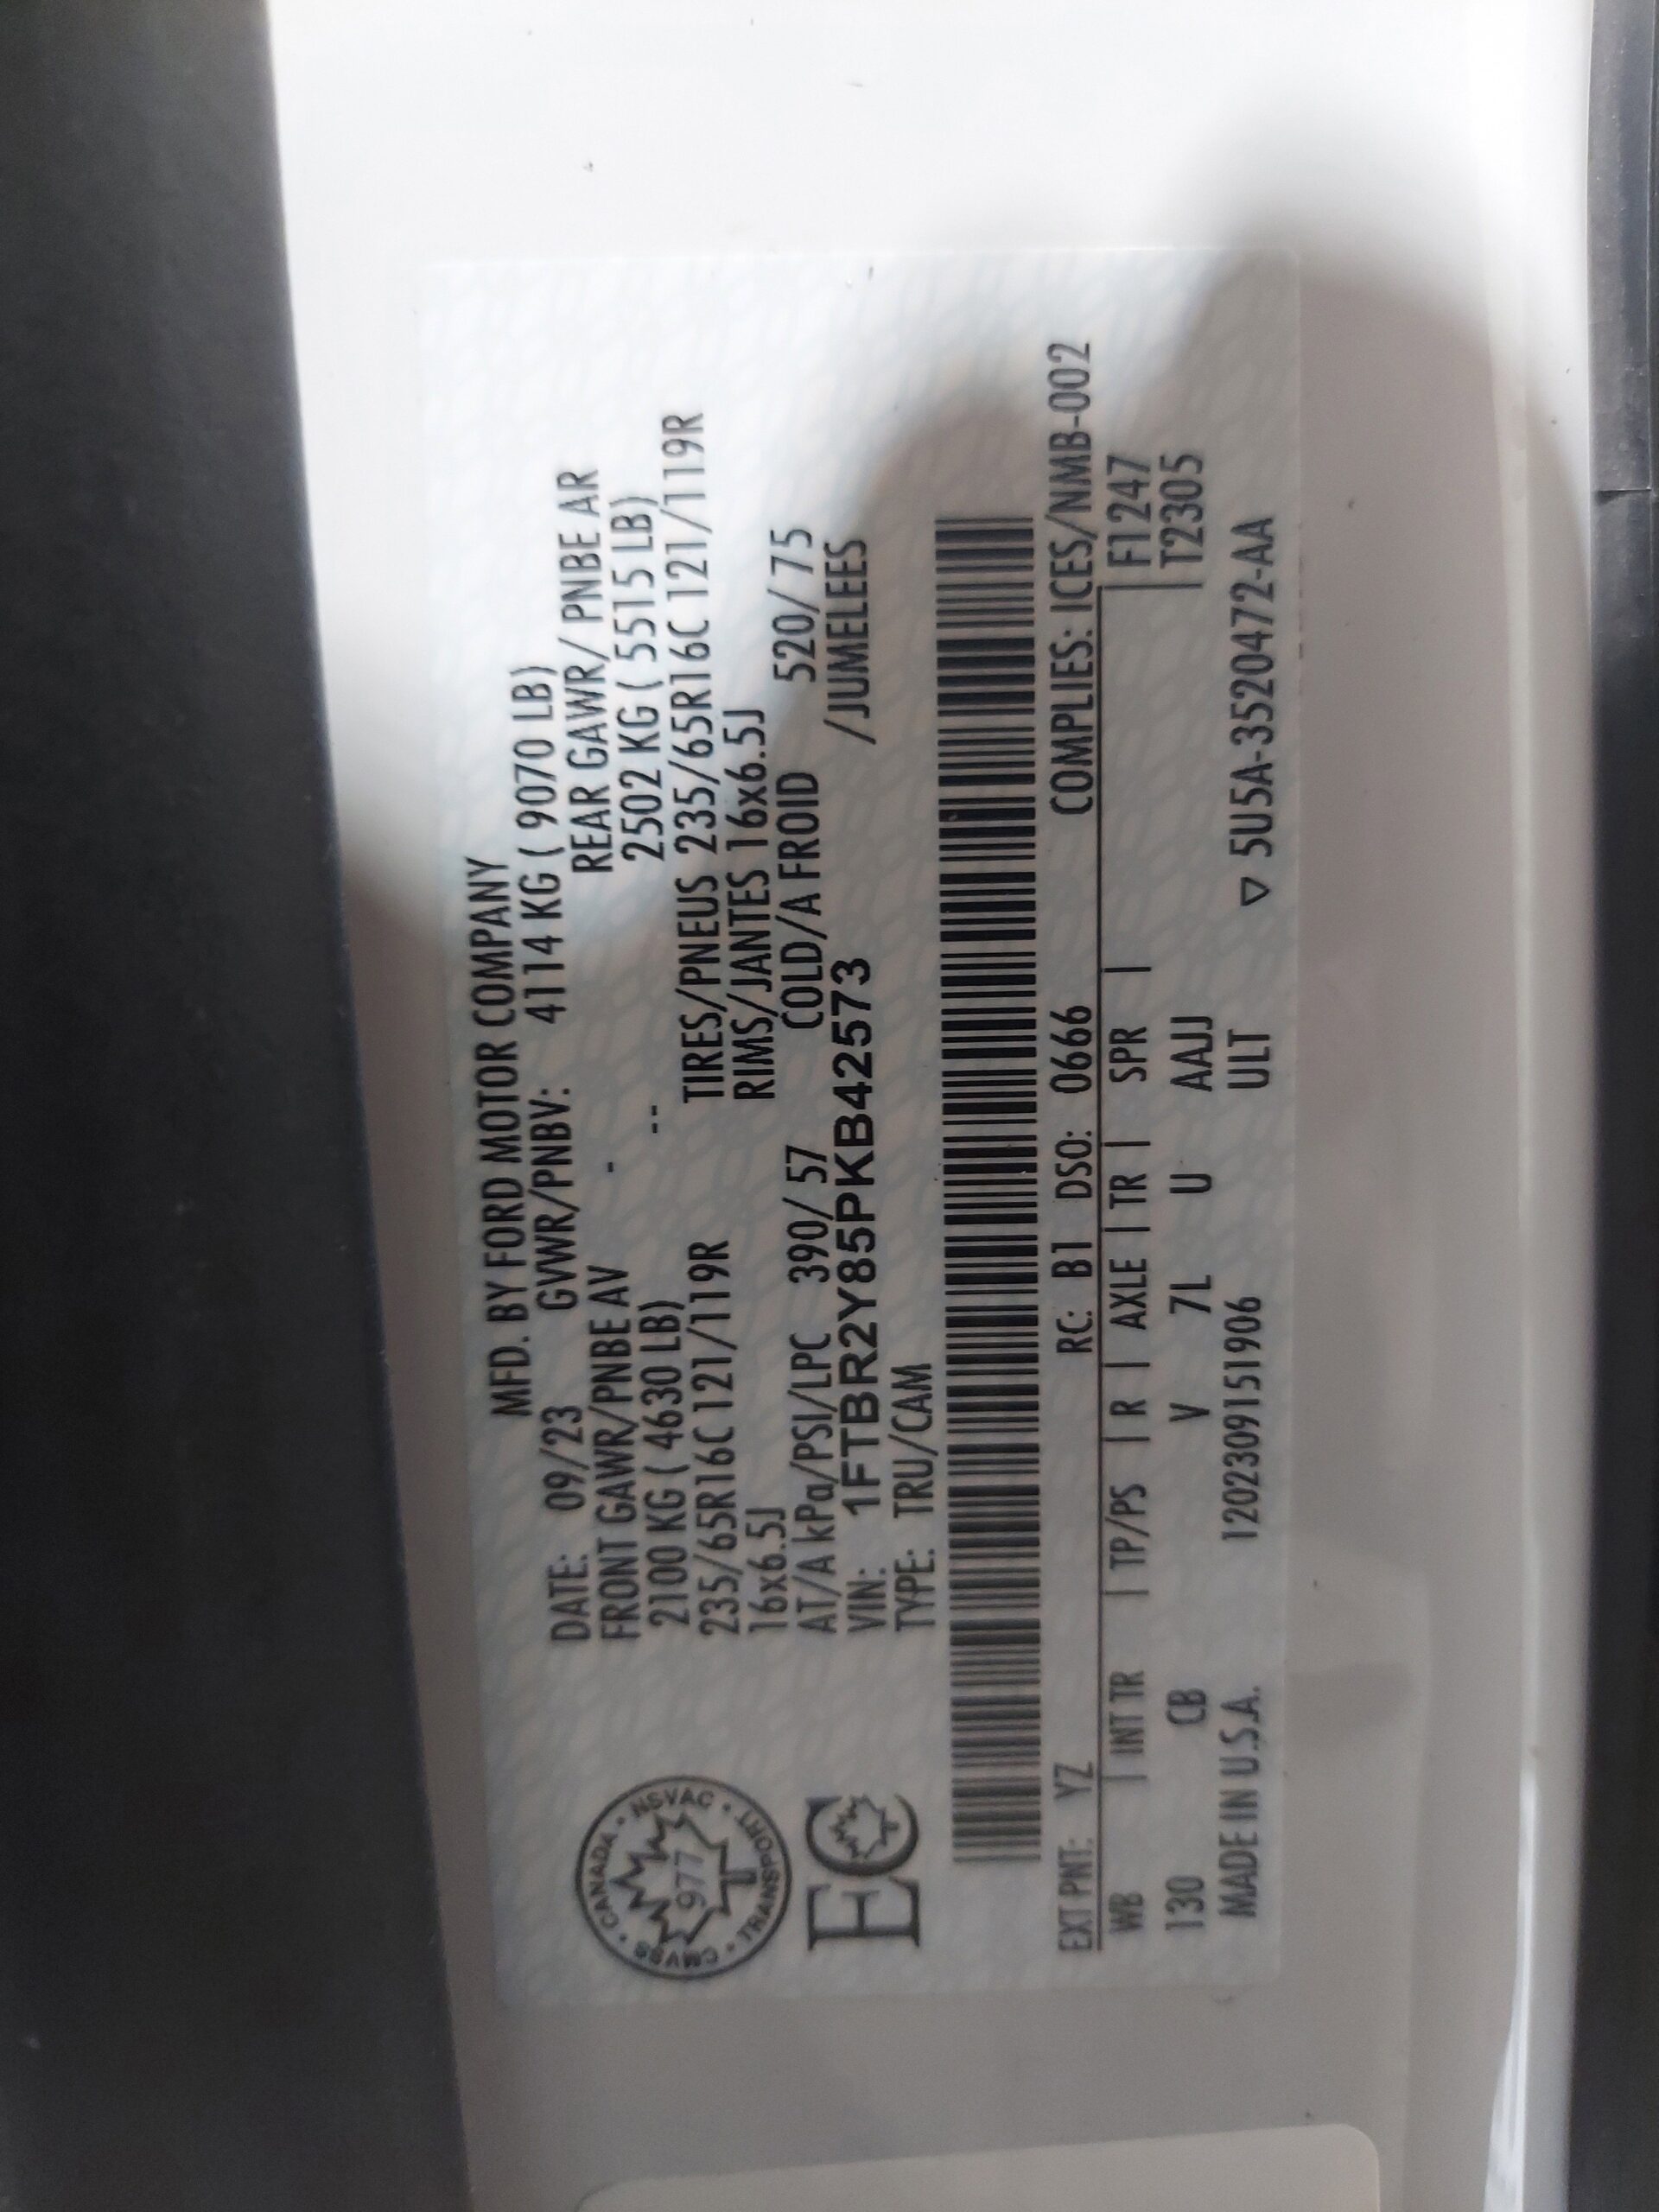 MFD. BY FORD MOTOR COMPANY
DATE: 09/23 GVWR/PNBV: 4114 KG ( 9070 LB)
FRONT GAWR/PNBE AV - REAR GAWR/ PNBE AR
2100 KG ( 4630 LB) -- 2502 KG ( 5515 LB)
235/65R16C 121/119R TIRES/PNEUS 235/65R16C 121/119R
16x6.5J RIMS/JANTES 16x6.5J
AT/A kPa/PSI/LPC 390/ 57 COLD/A FROID 520/ 75
VIN: 1FTBR2Y85PKB42573 /JUMELEES
TYPE: TRU/CAM
CANADA • NSVAC • TRANSPORT • CMVSS •
977
T
EC
EXT PNT: YZ RC: B1 DSO: 0666 COMPLIES: ICES/NMB-002
WB | INT TR | TP/PS | R | AXLE | TR | SPR | | F1247
130 CB V 7L U AAJJ | T2305
MADE IN U.S.A. 120230915​1906 ULT ▽ 5U5A-3520472-AA